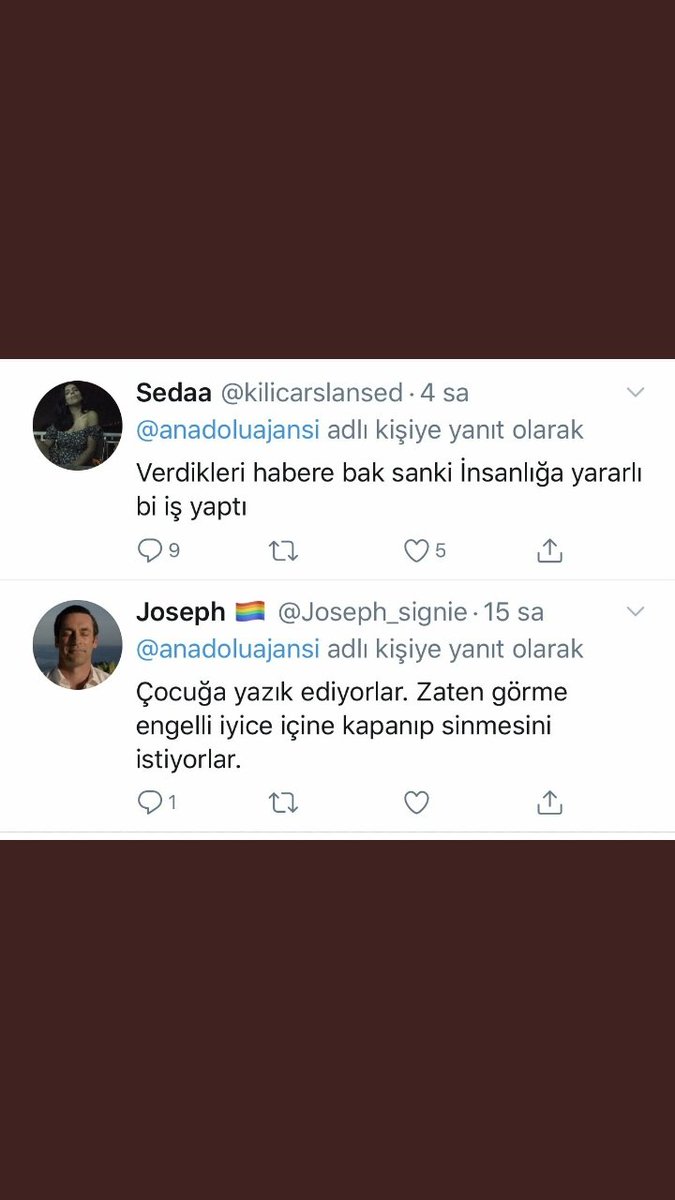 Sedaa @kilicarslansed · 4 sa
@anadoluajansi adlı kişiye yanıt olarak
Verdikleri habere bak sanki İnsanlığa yararlı
bi iş yaptı
9 5
Joseph 🏳️‍🌈 @Joseph_signie · 15 sa
@anadoluajansi adlı kişiye yanıt olarak
Çocuğa yazık ediyorlar. Zaten görme
engelli iyice içine kapanıp sinmesini
istiyorlar.
1